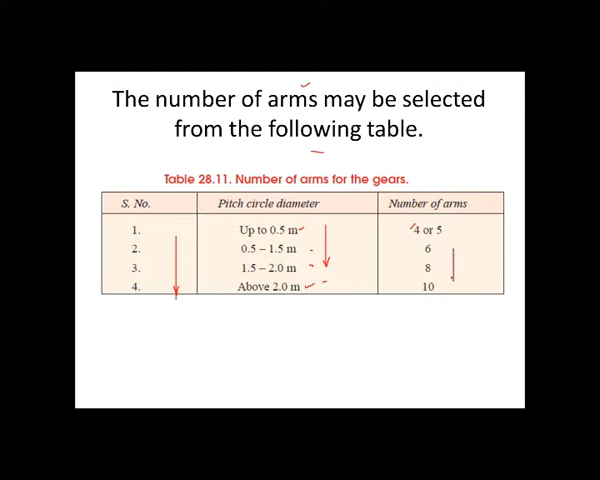 The number of arms may be selected
from the following table.
Table 28.11. Number of arms for the gears.
S. No. Pitch circle diameter Number of arms
1. Up to 0.5 m 4 or 5
2. 0.5 – 1.5 m 6
3. 1.5 – 2.0 m 8
4. Above 2.0 m 10